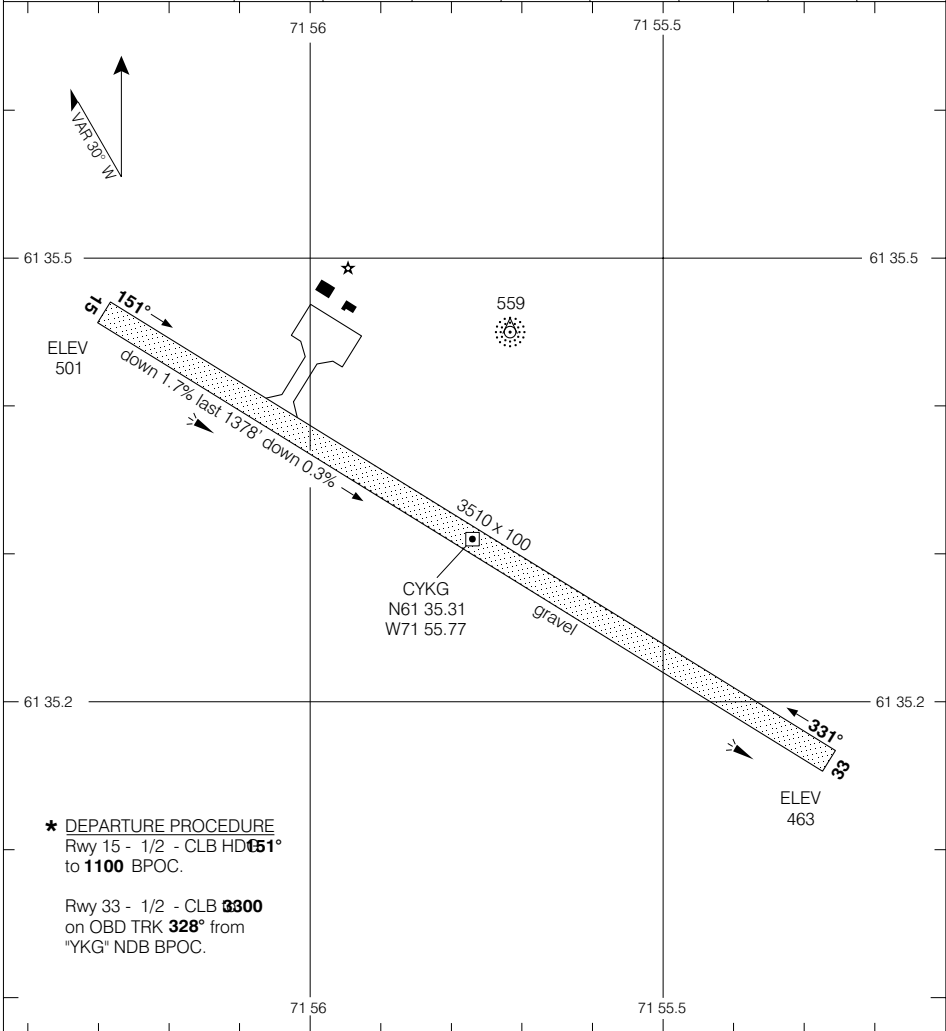 71 56
71 55.5
VAR 30° W
61 35.5
61 35.5
15
151°
559
ELEV
501
down 1.7% last 1378' down 0.3%
3510 x 100
CYKG
N61 35.31
W71 55.77
gravel
61 35.2
61 35.2
331°
33
ELEV
463
* DEPARTURE PROCEDURE
Rwy 15 - 1/2 - CLB HDG 151°
to 1100 BPOC.
Rwy 33 - 1/2 - CLB 3300
on OBD TRK 328° from
"YKG" NDB BPOC.
71 56
71 55.5